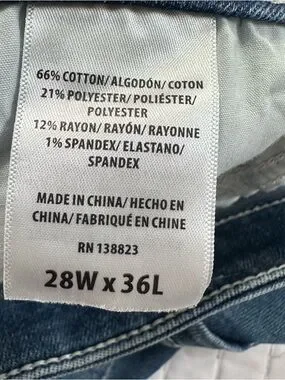 66% COTTON/ ALGODÓN/ COTON
21% POLYESTER/ POLIÉSTER/
POLYESTER
12% RAYON/ RAYÓN/ RAYONNE
1% SPANDEX/ ELASTANO/
SPANDEX
MADE IN CHINA/ HECHO EN
CHINA/ FABRIQUÉ EN CHINE
RN 138823
28W x 36L